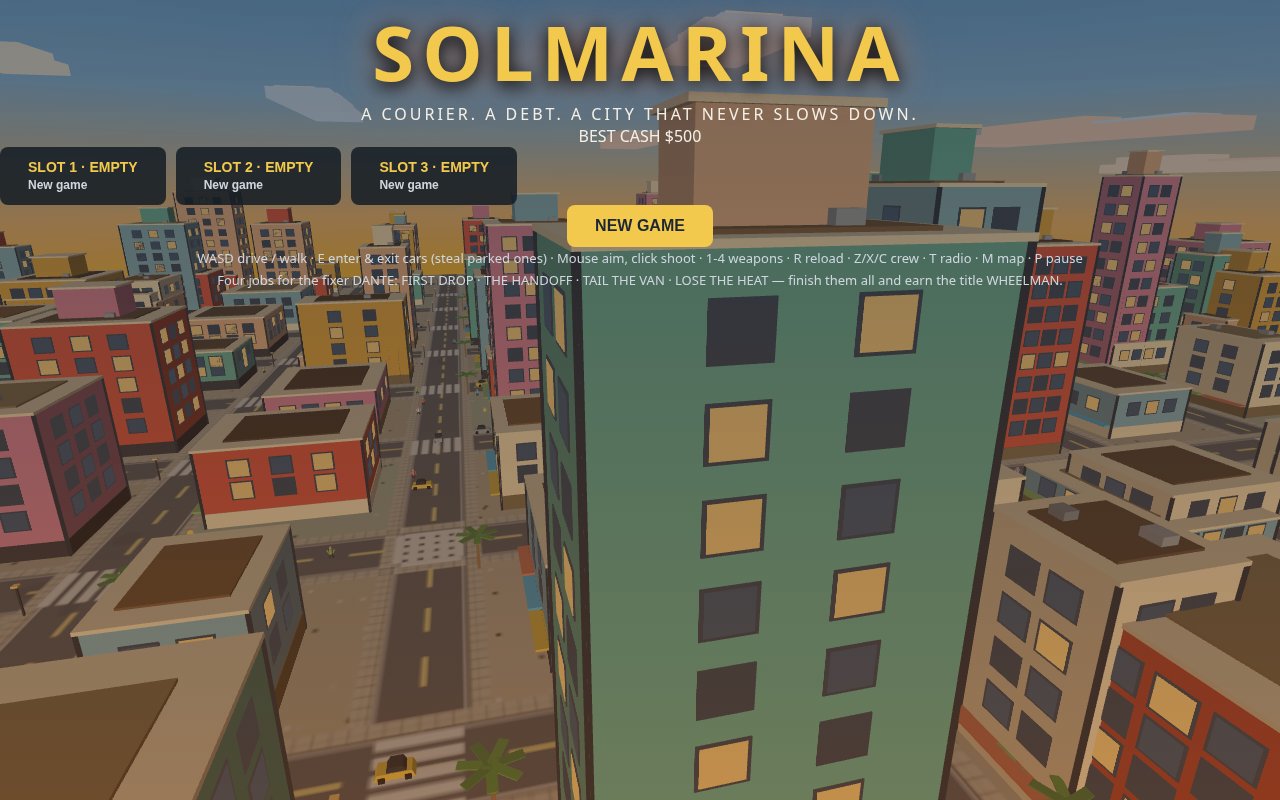 SOLMARINA
A COURIER. A DEBT. A CITY THAT NEVER SLOWS DOWN.
BEST CASH $500
SLOT 1 · EMPTY
New game
SLOT 2 · EMPTY
New game
SLOT 3 · EMPTY
New game
NEW GAME
WASD drive / walk · E enter & exit cars (steal parked ones) · Mouse aim, click shoot · 1-4 weapons · R reload · Z/X/C crew · T radio · M map · P pause
Four jobs for the fixer DANTE: FIRST DROP · THE HANDOFF · TAIL THE VAN · LOSE THE HEAT — finish them all and earn the title WHEELMAN.